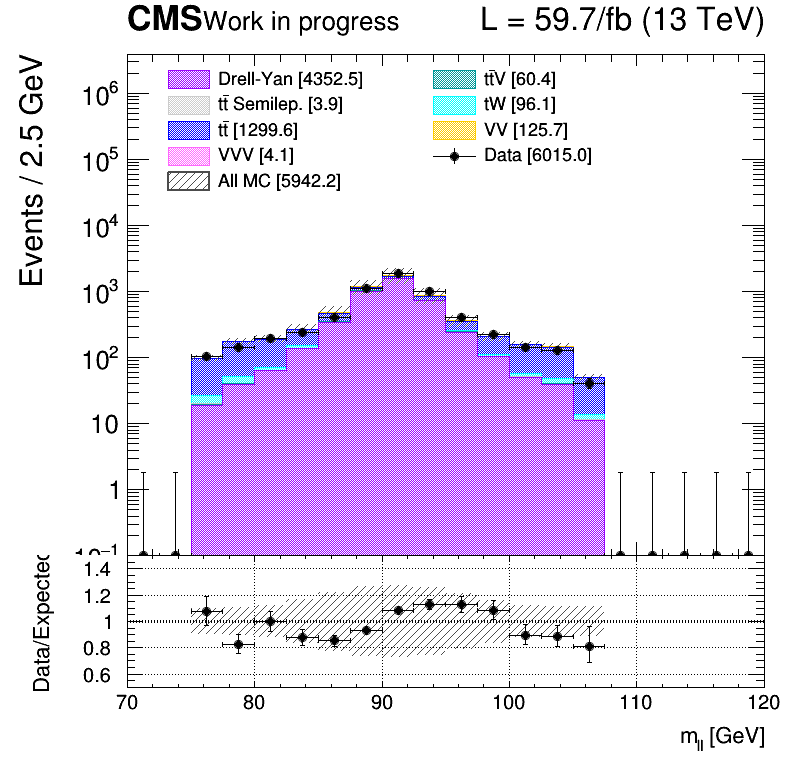 CMS Work in progress L = 59.7/fb (13 TeV)
Drell-Yan [4352.5] tt̄V [60.4]
tt̄ Semilep. [3.9] tW [96.1]
tt̄ [1299.6] VV [125.7]
VVV [4.1] Data [6015.0]
All MC [5942.2]
Events / 2.5 GeV
10⁶
10⁵
10⁴
10³
10²
10
1
10⁻¹
Data/Expected
1.4
1.2
1
0.8
0.6
70 80 90 100 110 120
m_ll [GeV]